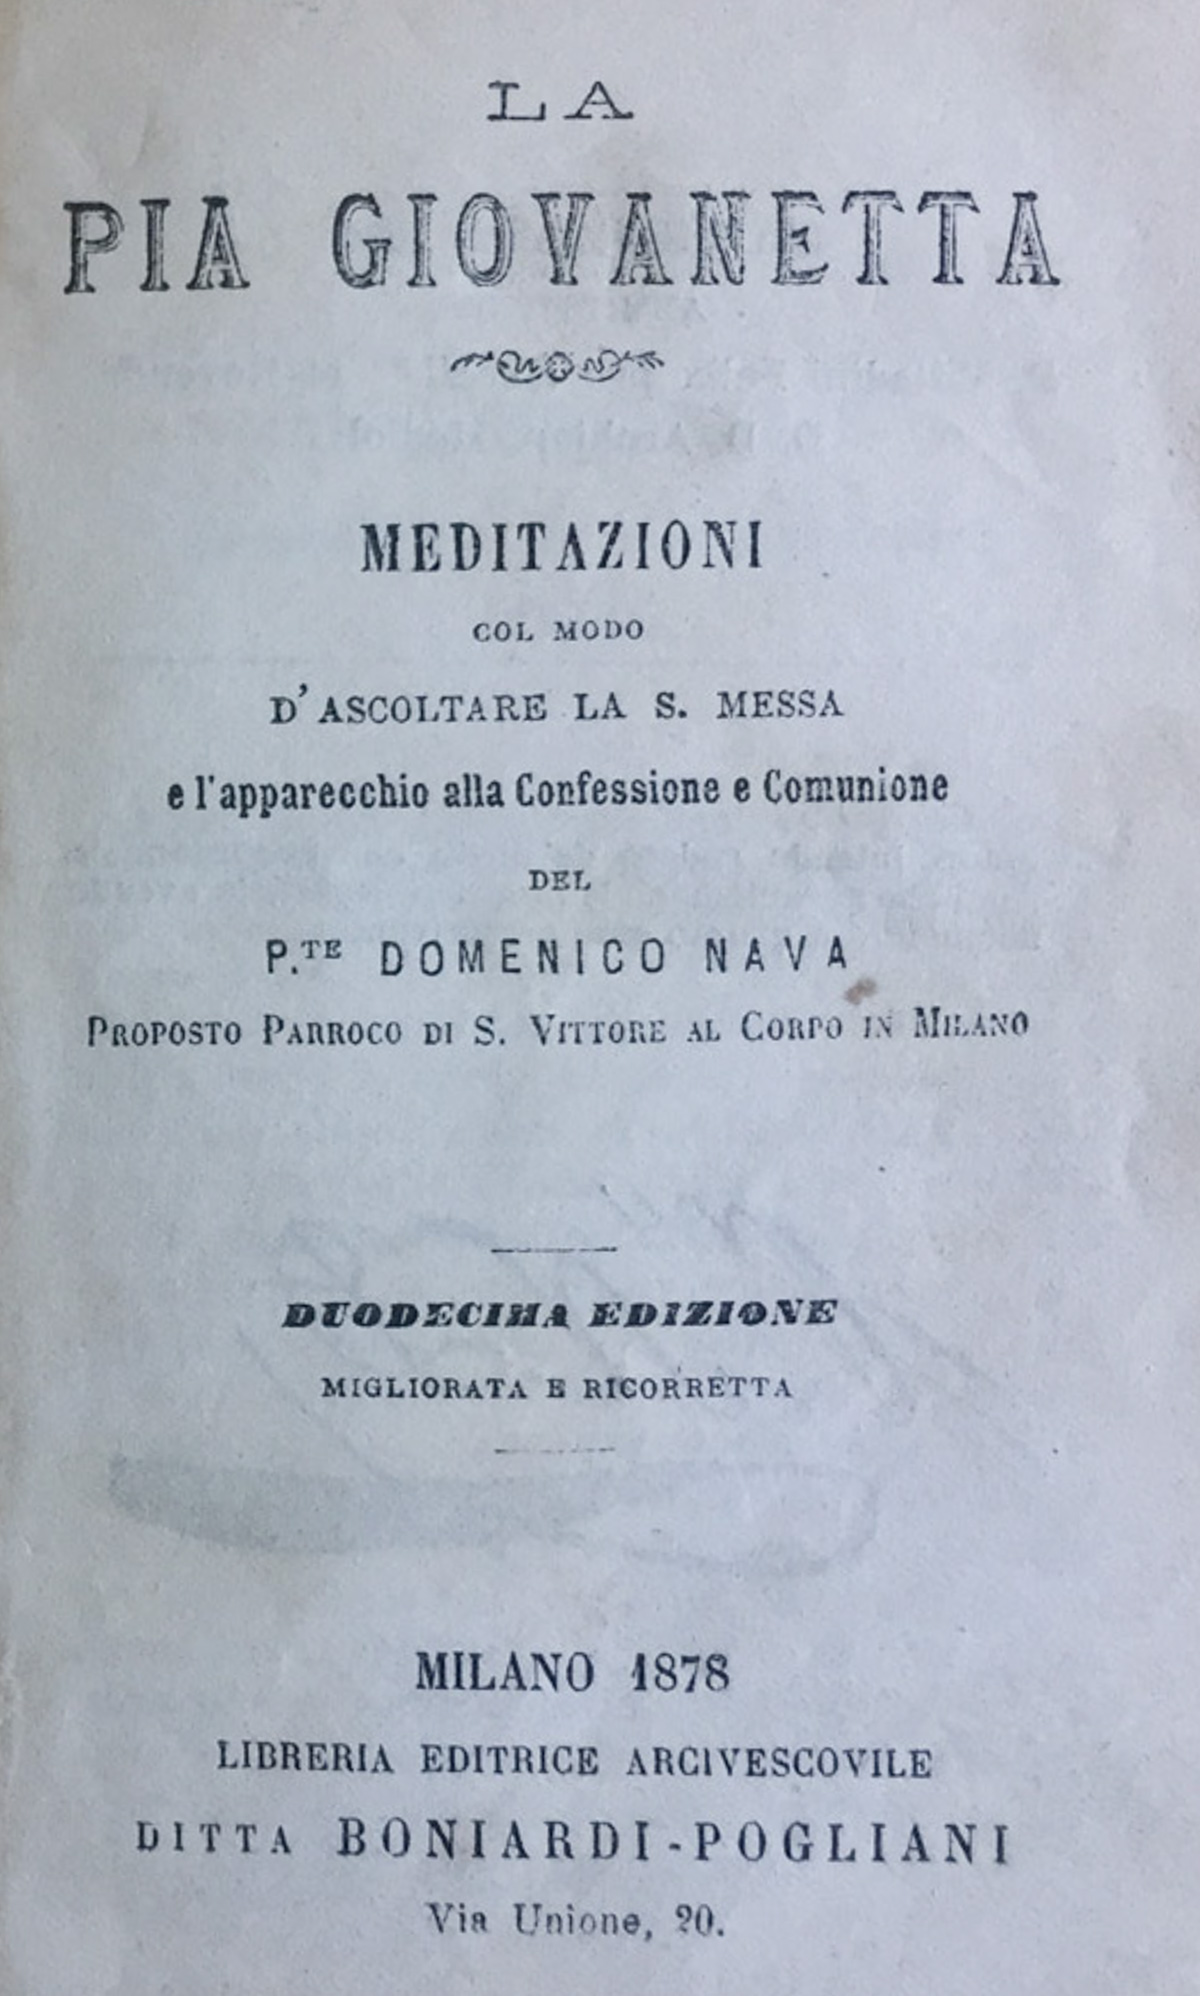 LA
PIA GIOVANETTA
MEDITAZIONI
COL MODO
D'ASCOLTARE LA S. MESSA
e l'apparecchio alla Confessione e Comunione
DEL
P.TE DOMENICO NAVA
PROPOSTO PARROCO DI S. VITTORE AL CORPO IN MILANO
DUODECIMA EDIZIONE
MIGLIORATA E RICORRETTA
MILANO 1878
LIBRERIA EDITRICE ARCIVESCOVILE
DITTA BONIARDI-POGLIANI
Via Unione, 20.